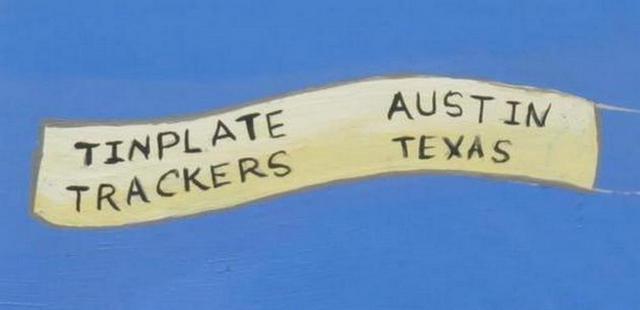 TINPLATE
TRACKERS
AUSTIN
TEXAS